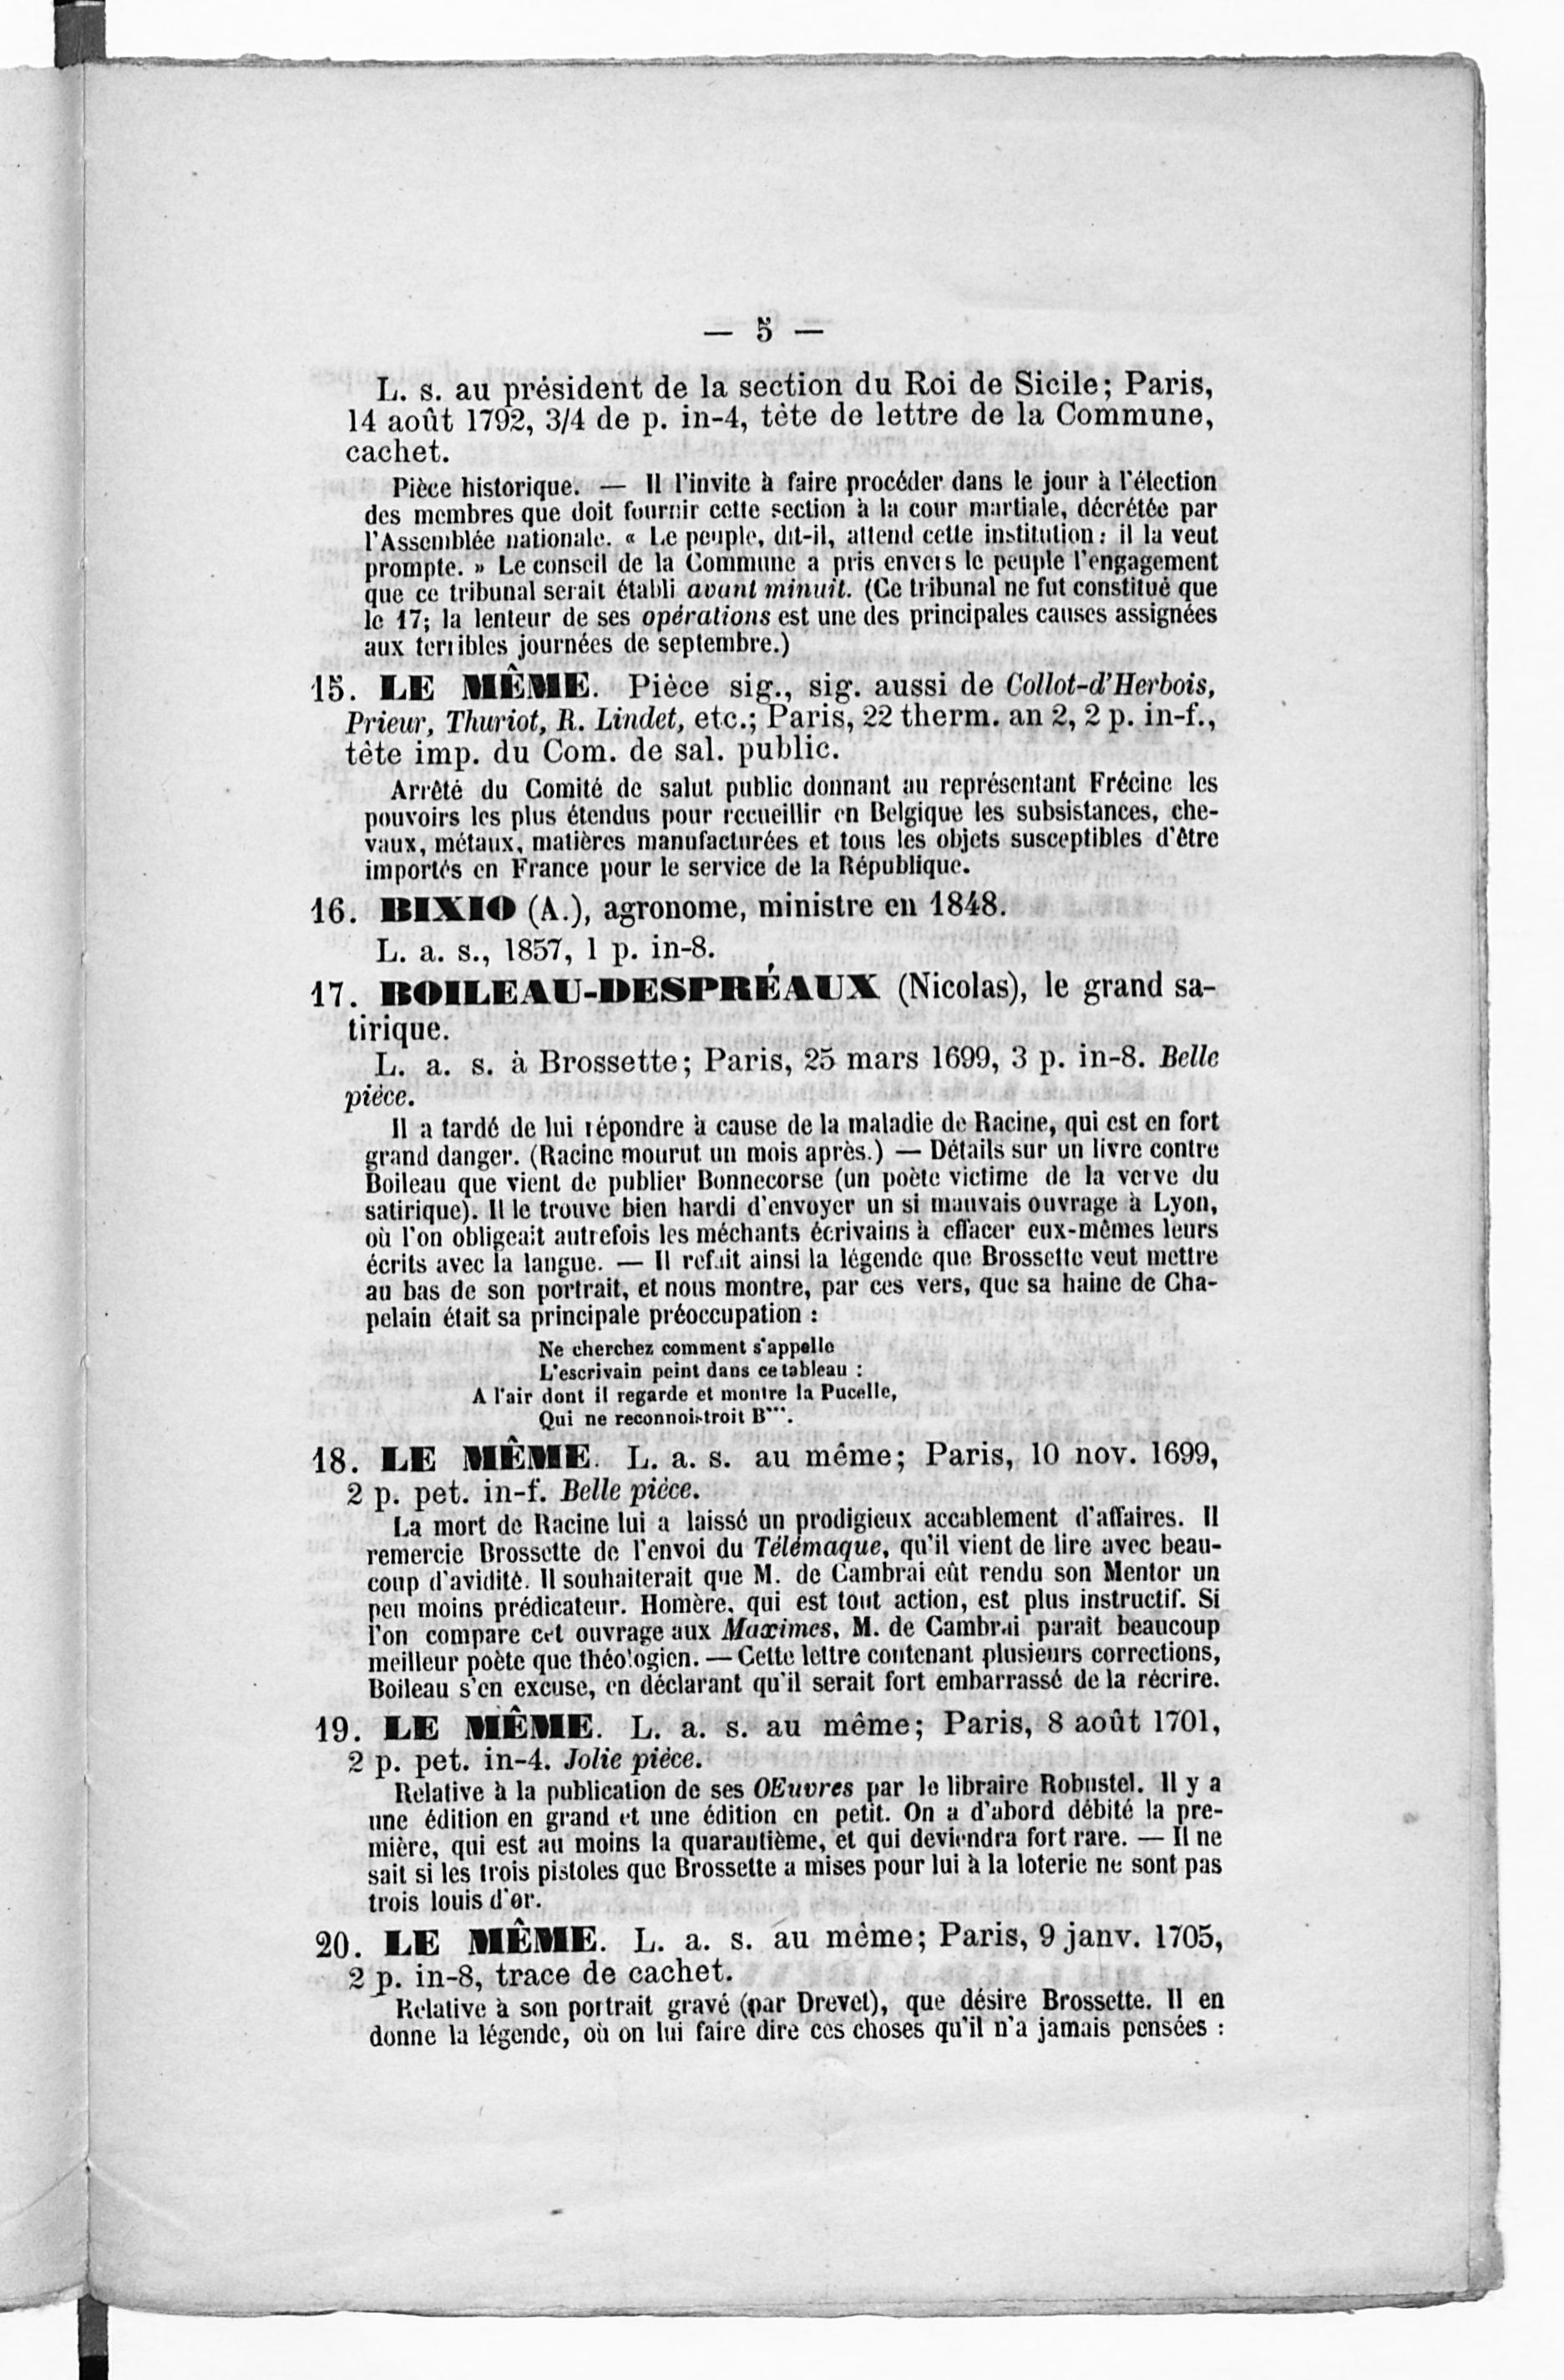 — 5 —
L. s. au président de la section du Roi de Sicile; Paris,
14 août 1792, 3/4 de p. in-4, tète de lettre de la Commune,
cachet.
Pièce historique. — Il l'invite à faire procéder dans le jour à l'élection
des membres que doit fournir cette section à la cour martiale, décrétée par
l'Assemblée nationale. « Le peuple, dit-il, attend cette institution: il la veut
prompte. » Le conseil de la Commune a pris envers le peuple l'engagement
que ce tribunal serait établi avant minuit. (Ce tribunal ne fut constitué que
le 17; la lenteur de ses opérations est une des principales causes assignées
aux terribles journées de septembre.)
15. LE MÊME. Pièce sig., sig. aussi de Collot-d'Herbois,
Prieur, Thuriot, R. Lindet, etc.; Paris, 22 therm. an 2, 2 p. in-f.,
tête imp. du Com. de sal. public.
Arrêté du Comité de salut public donnant au représentant Frécine les
pouvoirs les plus étendus pour recueillir en Belgique les subsistances, che-
vaux, métaux, matières manufacturées et tous les objets susceptibles d'être
importés en France pour le service de la République.
16. BIXIO (A.), agronome, ministre en 1848.
L. a. s., 1857, 1 p. in-8.
17. BOILEAU-DESPRÉAUX (Nicolas), le grand sa-
tirique.
L. a. s. à Brossette; Paris, 25 mars 1699, 3 p. in-8. Belle
pièce.
Il a tardé de lui répondre à cause de la maladie de Racine, qui est en fort
grand danger. (Racine mourut un mois après.) — Détails sur un livre contre
Boileau que vient de publier Bonnecorse (un poète victime de la verve du
satirique). Il le trouve bien hardi d'envoyer un si mauvais ouvrage à Lyon,
où l'on obligeait autrefois les méchants écrivains à effacer eux-mêmes leurs
écrits avec la langue. — Il refait ainsi la légende que Brossette veut mettre
au bas de son portrait, et nous montre, par ces vers, que sa haine de Cha-
pelain était sa principale préoccupation :
Ne cherchez comment s'appelle
L'escrivain peint dans ce tableau :
A l'air dont il regarde et montre la Pucelle,
Qui ne reconnoistroit B***.
18. LE MÊME. L. a. s. au même; Paris, 10 nov. 1699,
2 p. pet. in-f. Belle pièce.
La mort de Racine lui a laissé un prodigieux accablement d'affaires. Il
remercie Brossette de l'envoi du Télémaque, qu'il vient de lire avec beau-
coup d'avidité. Il souhaiterait que M. de Cambrai eût rendu son Mentor un
peu moins prédicateur. Homère, qui est tout action, est plus instructif. Si
l'on compare cet ouvrage aux Maximes, M. de Cambrai paraît beaucoup
meilleur poète que théologien. — Cette lettre contenant plusieurs corrections,
Boileau s'en excuse, en déclarant qu'il serait fort embarrassé de la récrire.
19. LE MÊME. L. a. s. au même; Paris, 8 août 1701,
2 p. pet. in-4. Jolie pièce.
Relative à la publication de ses OEuvres par le libraire Robustel. Il y a
une édition en grand et une édition en petit. On a d'abord débité la pre-
mière, qui est au moins la quarantième, et qui deviendra fort rare. — Il ne
sait si les trois pistoles que Brossette a mises pour lui à la loterie ne sont pas
trois louis d'or.
20. LE MÊME. L. a. s. au même; Paris, 9 janv. 1705,
2 p. in-8, trace de cachet.
Relative à son portrait gravé (par Drevet), que désire Brossette. Il en
donne la légende, où on lui faire dire ces choses qu'il n'a jamais pensées :